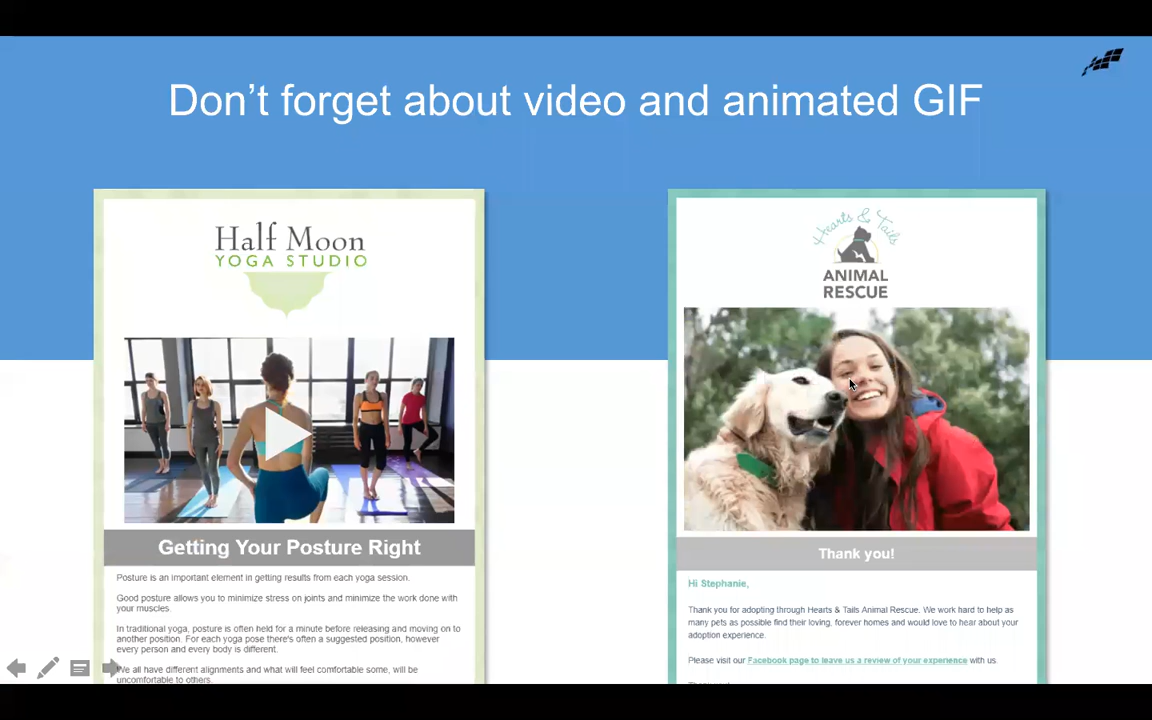 Don't forget about video and animated GIF
Half Moon
YOGA STUDIO
Getting Your Posture Right
Posture is an important element in getting results from each yoga session.
Good posture allows you to minimize stress on joints and minimize the work done with
your muscles.
In traditional yoga, posture is often held for a minute before releasing and moving on to
another position. For each yoga pose there's often a suggested position, however
every person and every body is different.
We all have different alignments and what will feel comfortable some, will be
uncomfortable to others.
Hearts & Tails
ANIMAL
RESCUE
Thank you!
Hi Stephanie,
Thank you for adopting through Hearts & Tails Animal Rescue. We work hard to help as
many pets as possible find their loving, forever homes and would love to hear about your
adoption experience.
Please visit our Facebook page to leave us a review of your experience with us.